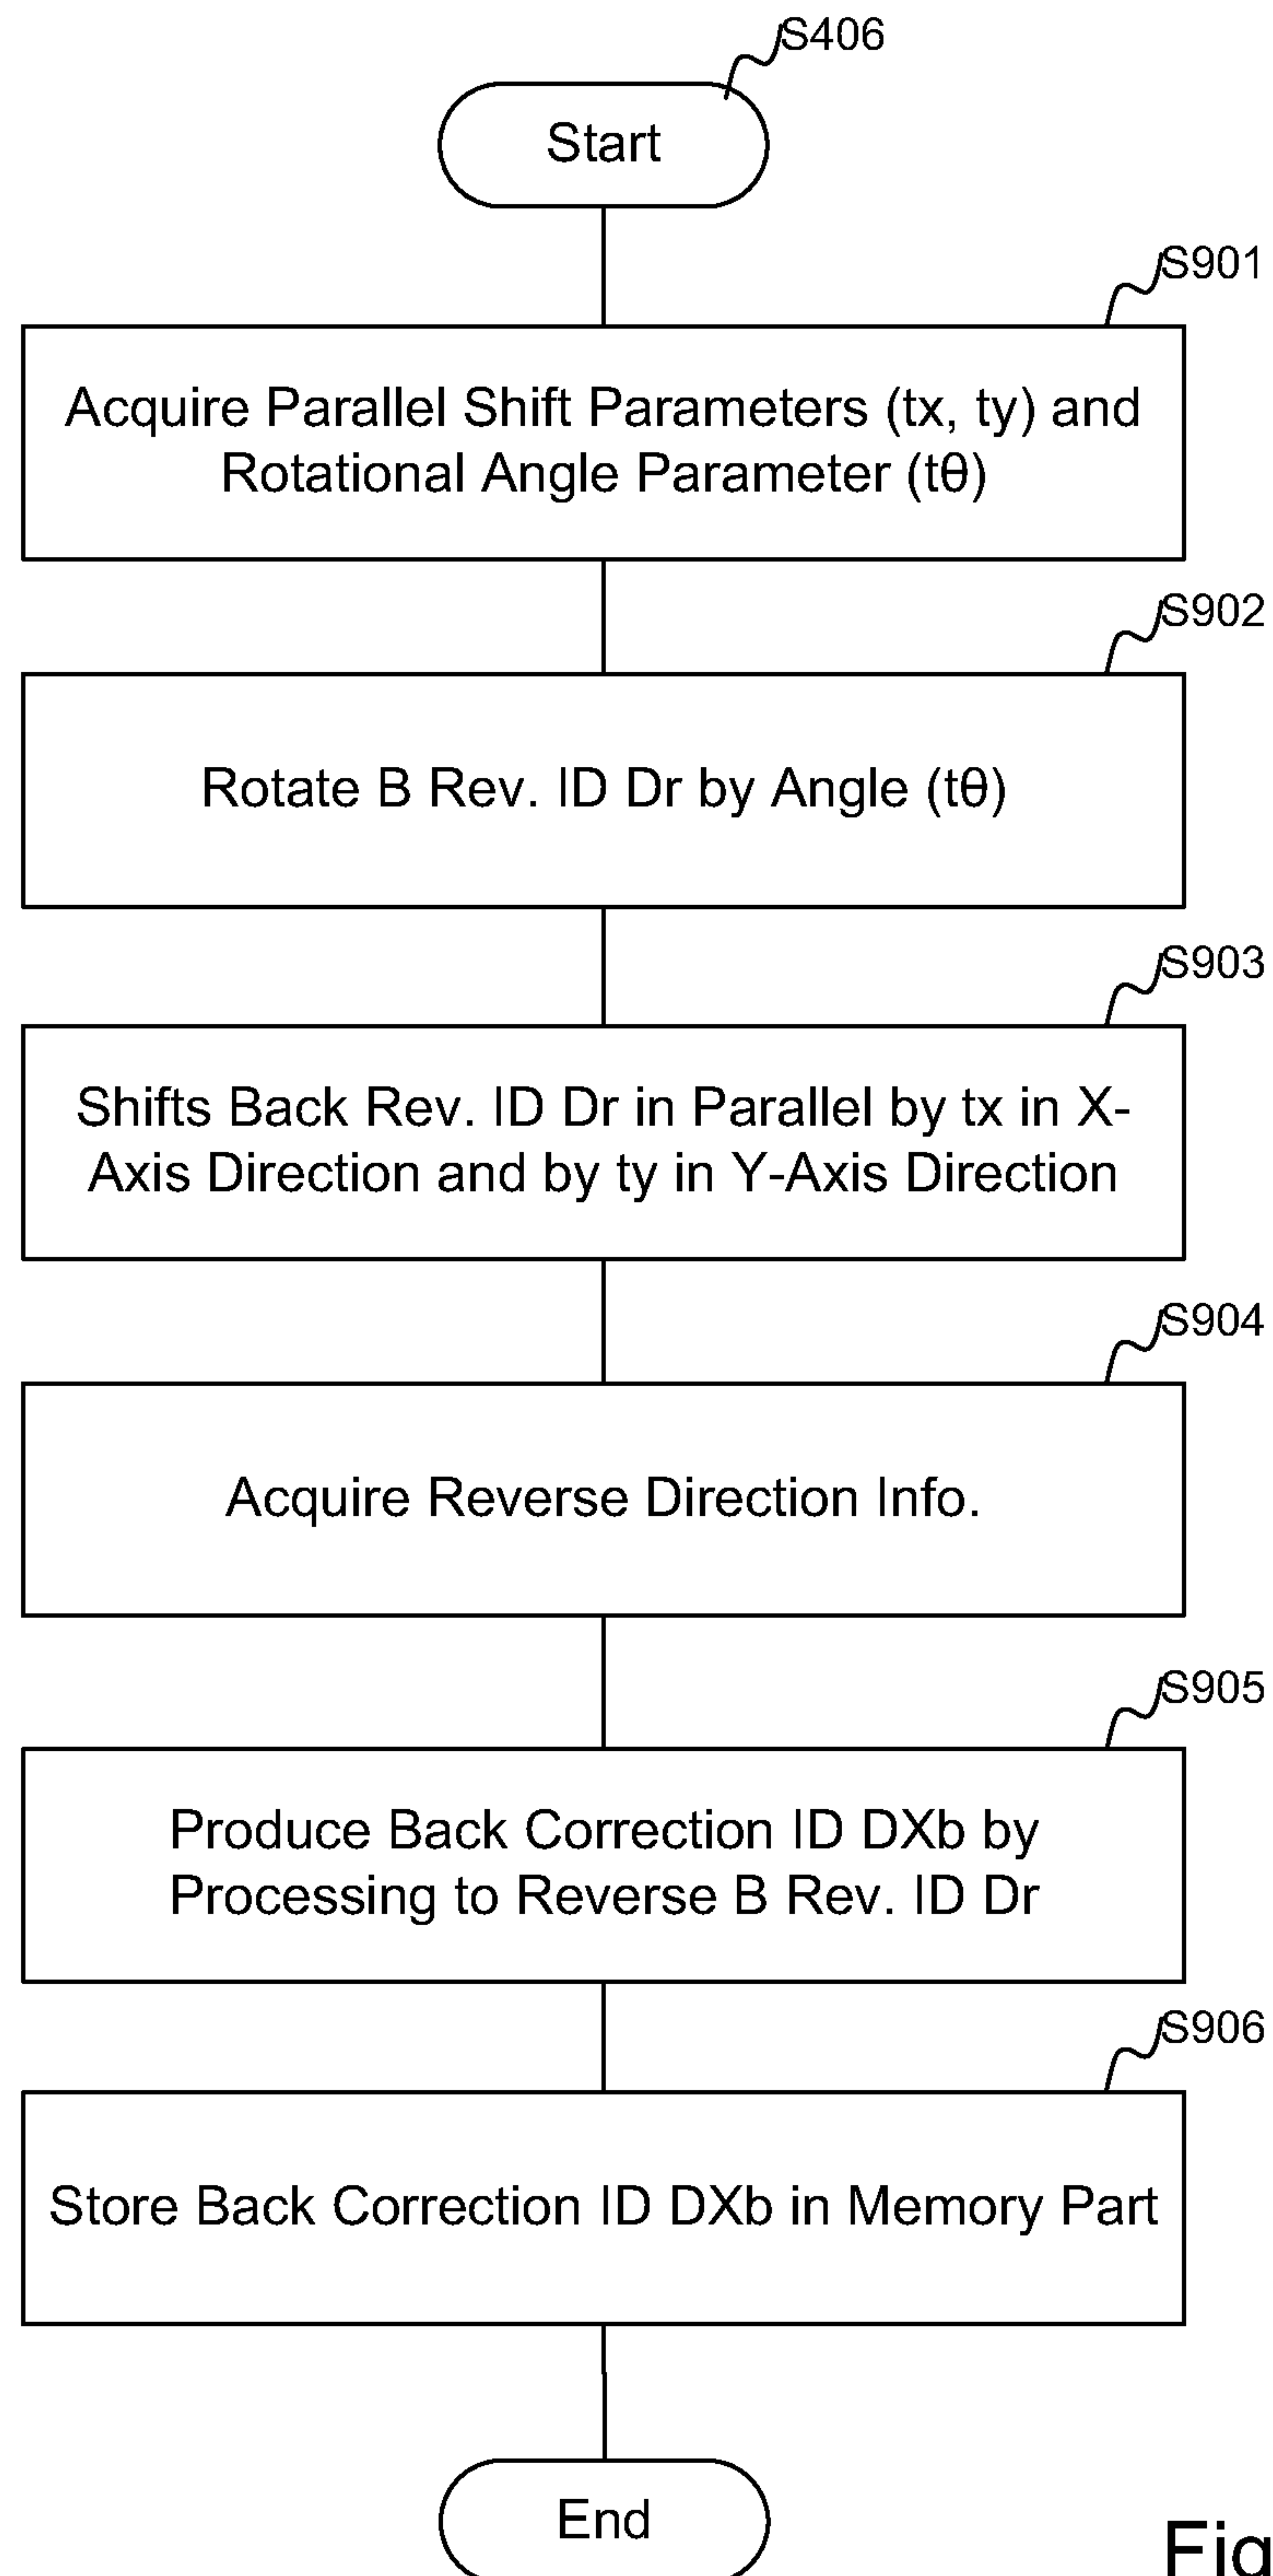 S406
Start
S901
Acquire Parallel Shift Parameters (tx, ty) and
Rotational Angle Parameter (tθ)
S902
Rotate B Rev. ID Dr by Angle (tθ)
S903
Shifts Back Rev. ID Dr in Parallel by tx in X-
Axis Direction and by ty in Y-Axis Direction
S904
Acquire Reverse Direction Info.
S905
Produce Back Correction ID DXb by
Processing to Reverse B Rev. ID Dr
S906
Store Back Correction ID DXb in Memory Part
End